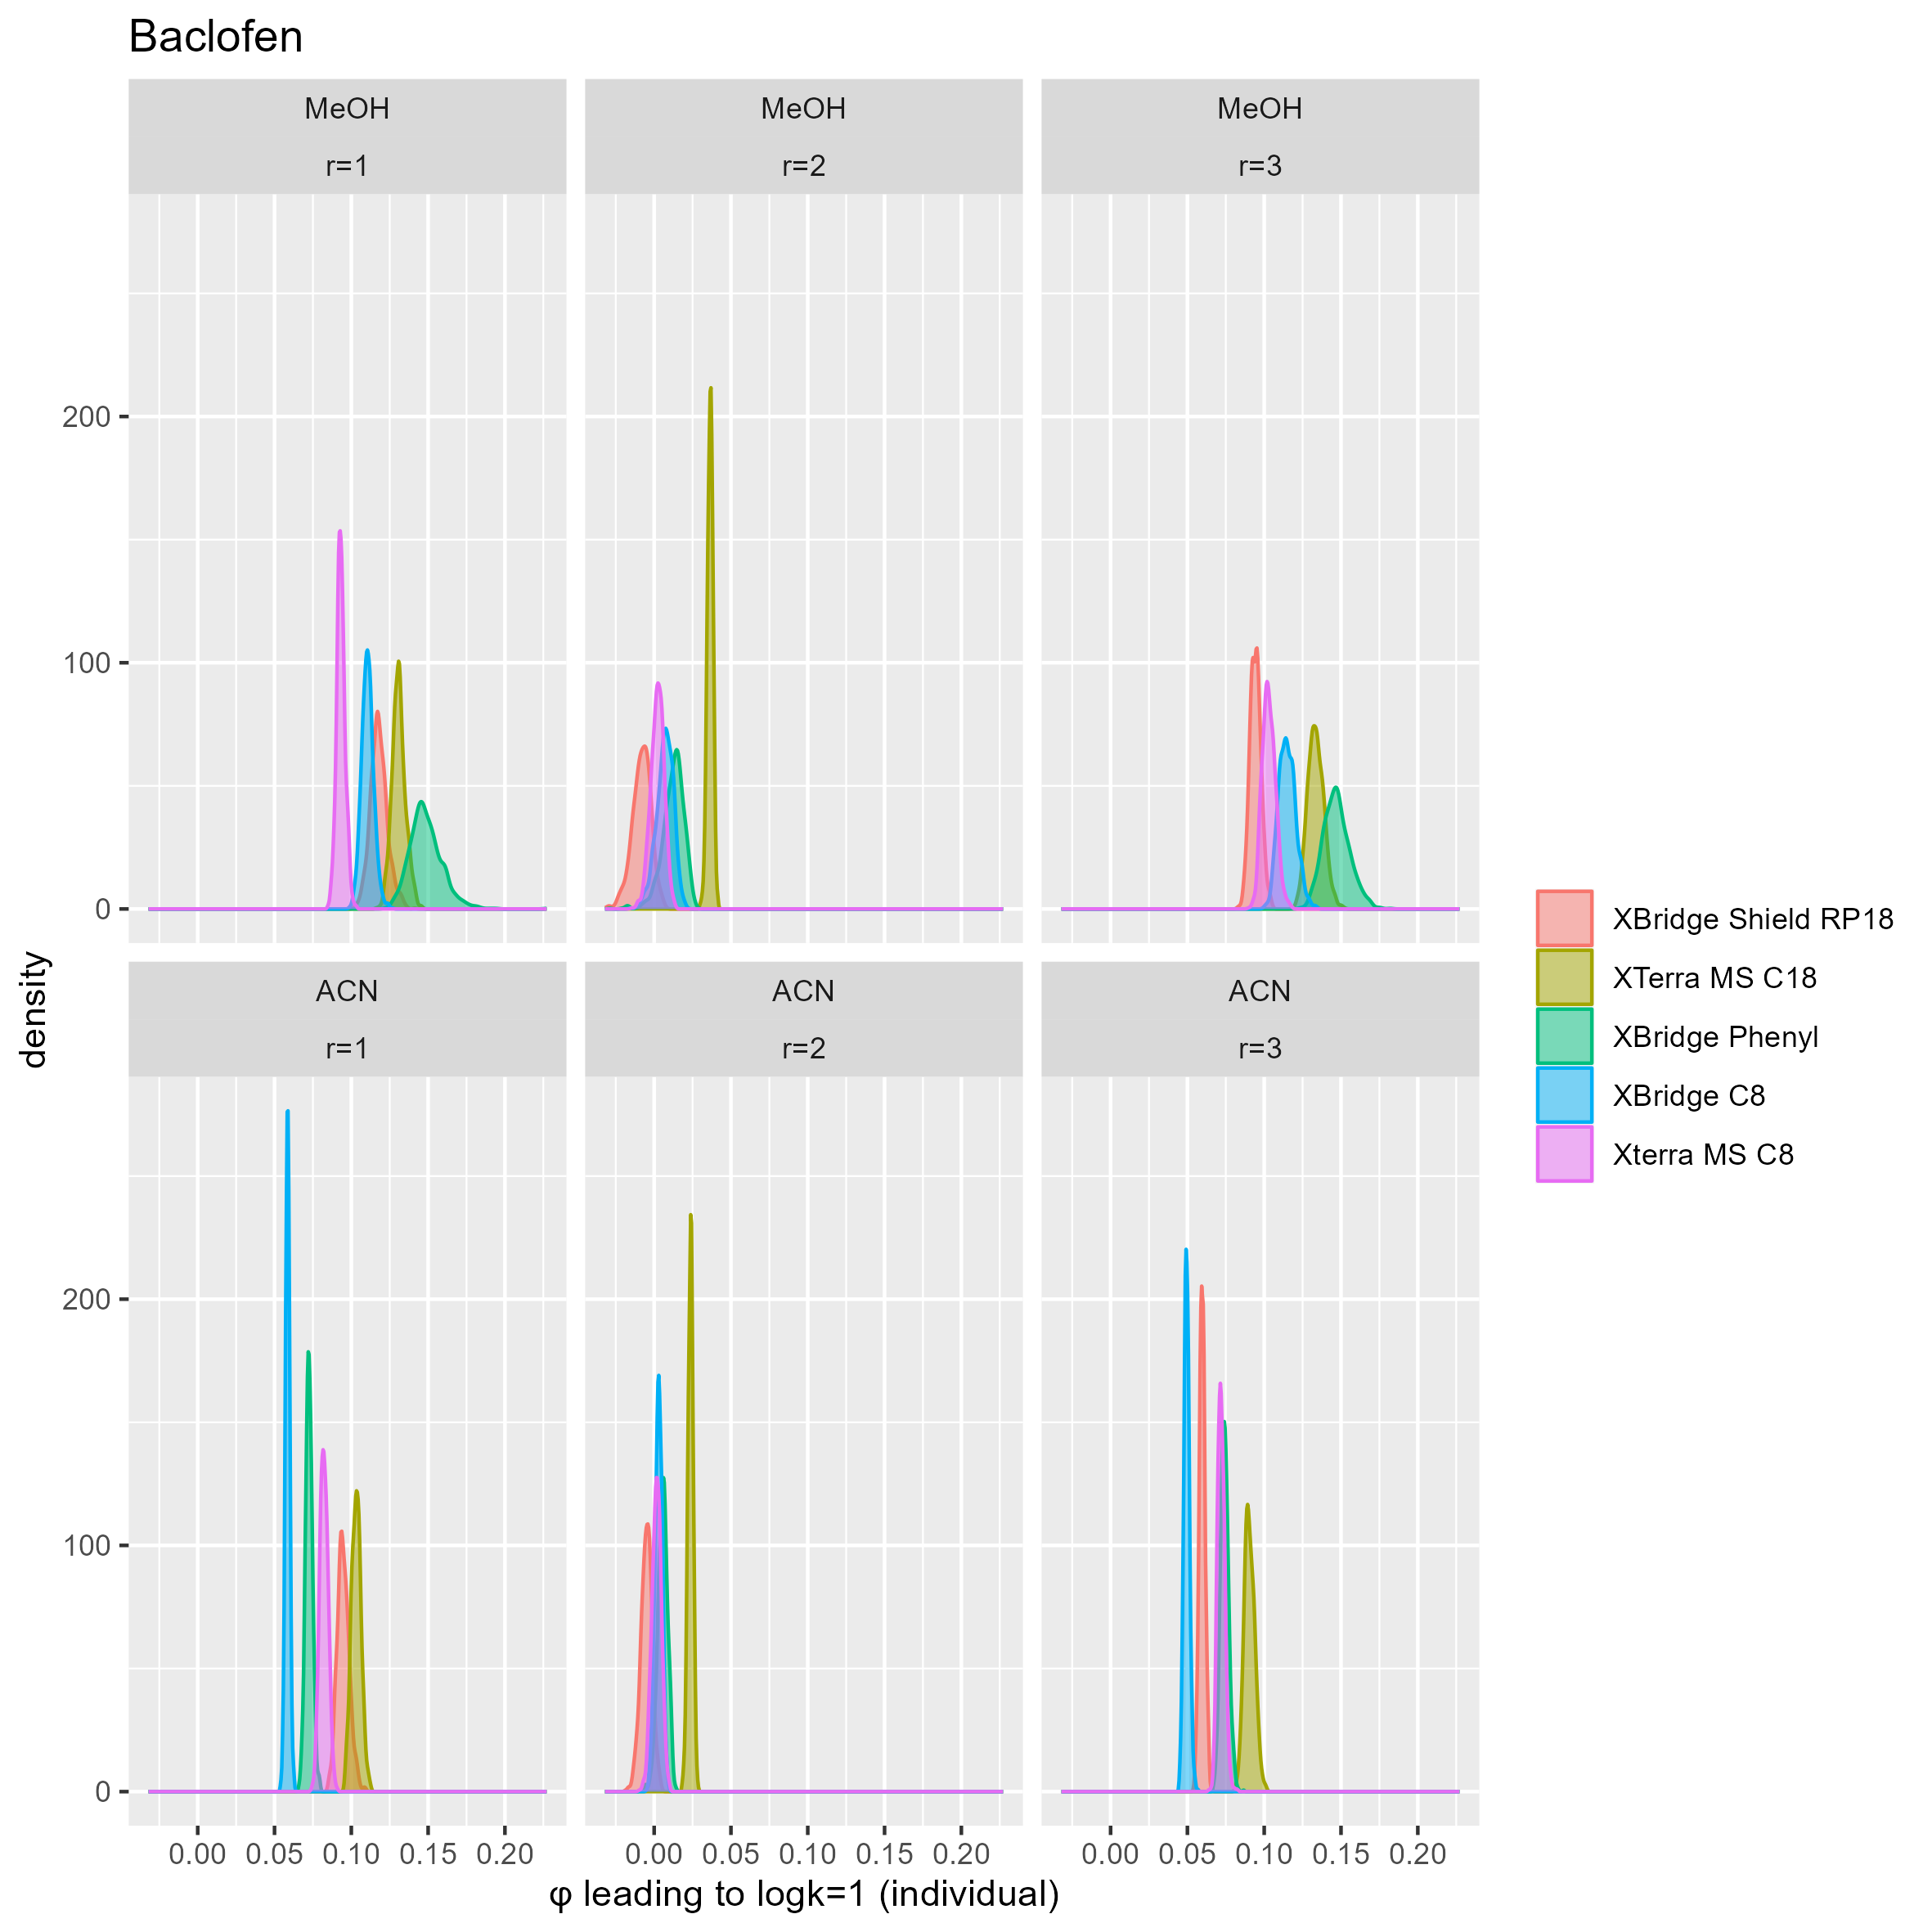 Baclofen
MeOH
MeOH
MeOH
r=1
r=2
r=3
200
100
0
density
ACN
ACN
ACN
r=1
r=2
r=3
200
100
0
0.00 0.05 0.10 0.15 0.20
0.00 0.05 0.10 0.15 0.20
0.00 0.05 0.10 0.15 0.20
φ leading to logk=1 (individual)
XBridge Shield RP18
XTerra MS C18
XBridge Phenyl
XBridge C8
Xterra MS C8